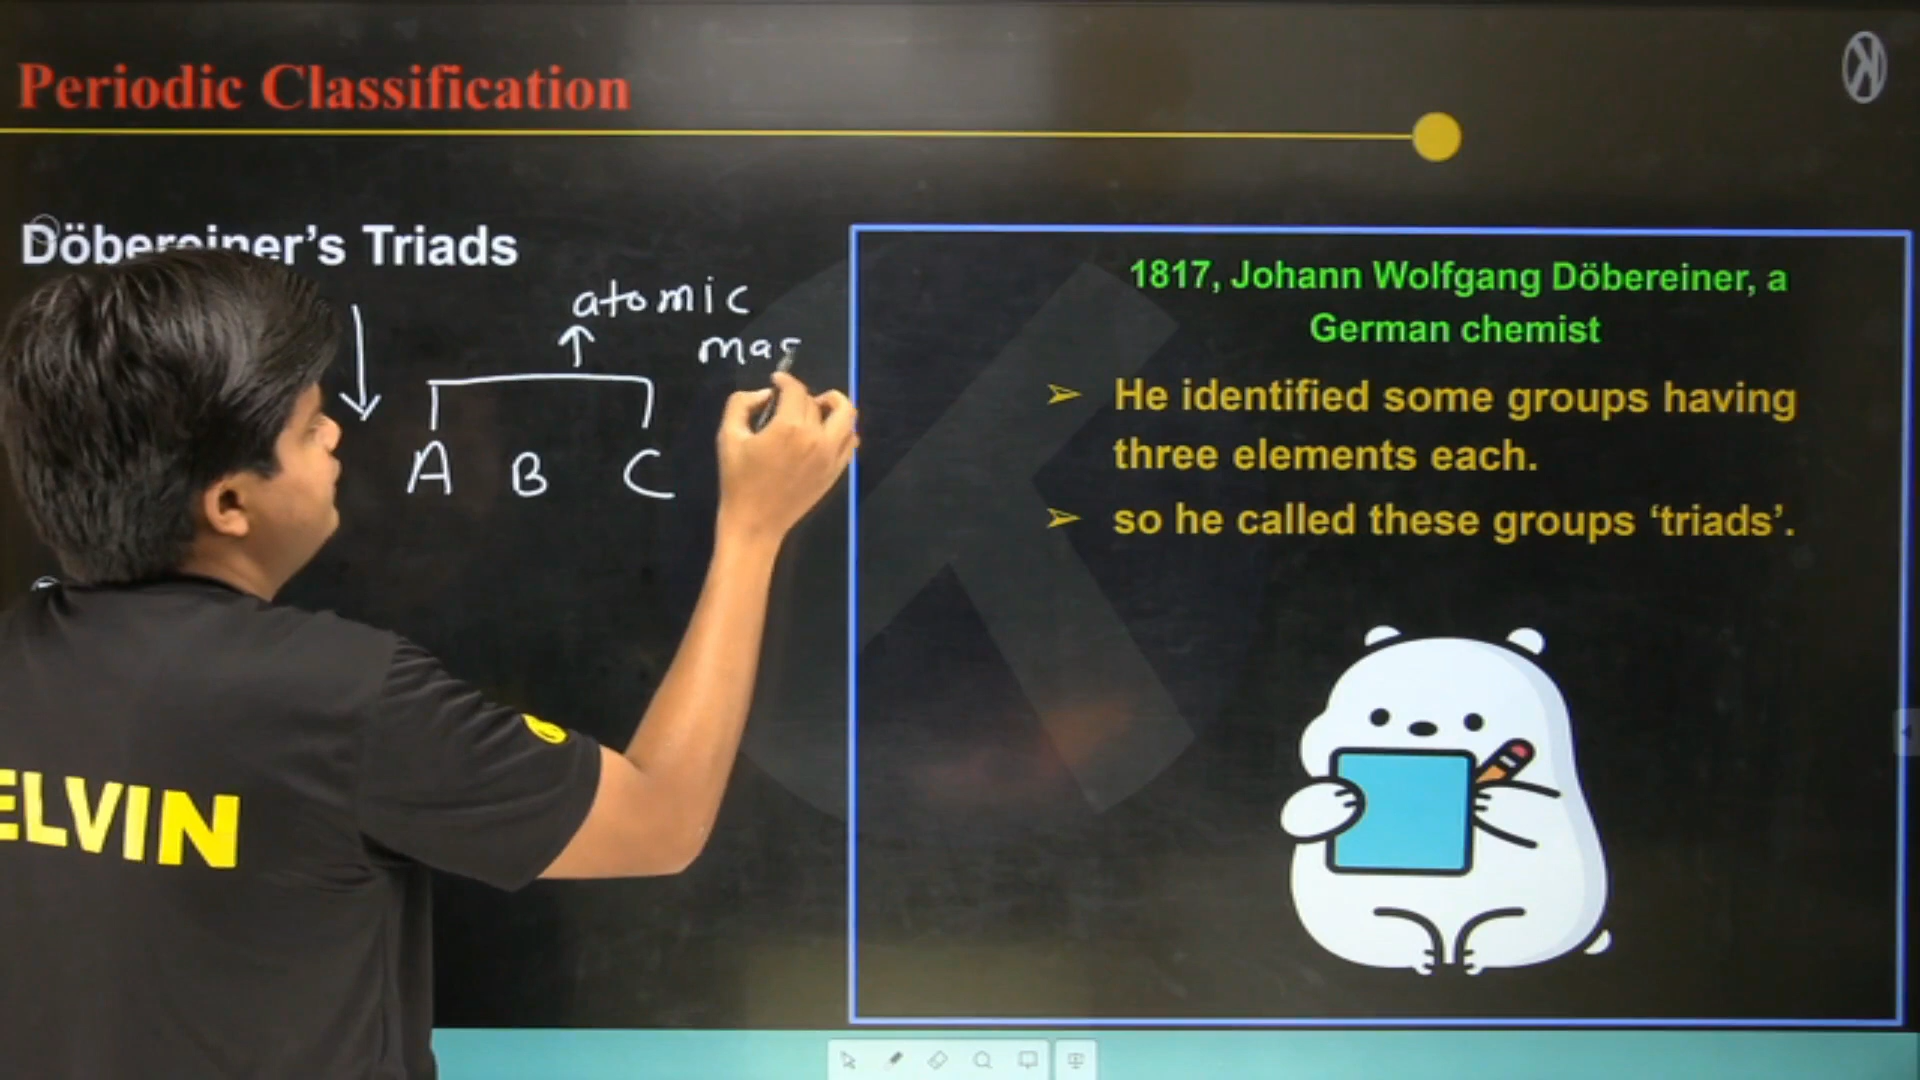 Periodic Classification
Döbereiner's Triads
atomic
mas
A B C
1817, Johann Wolfgang Döbereiner, a
German chemist
➢ He identified some groups having
three elements each.
➢ so he called these groups ‘triads’.
ELVIN